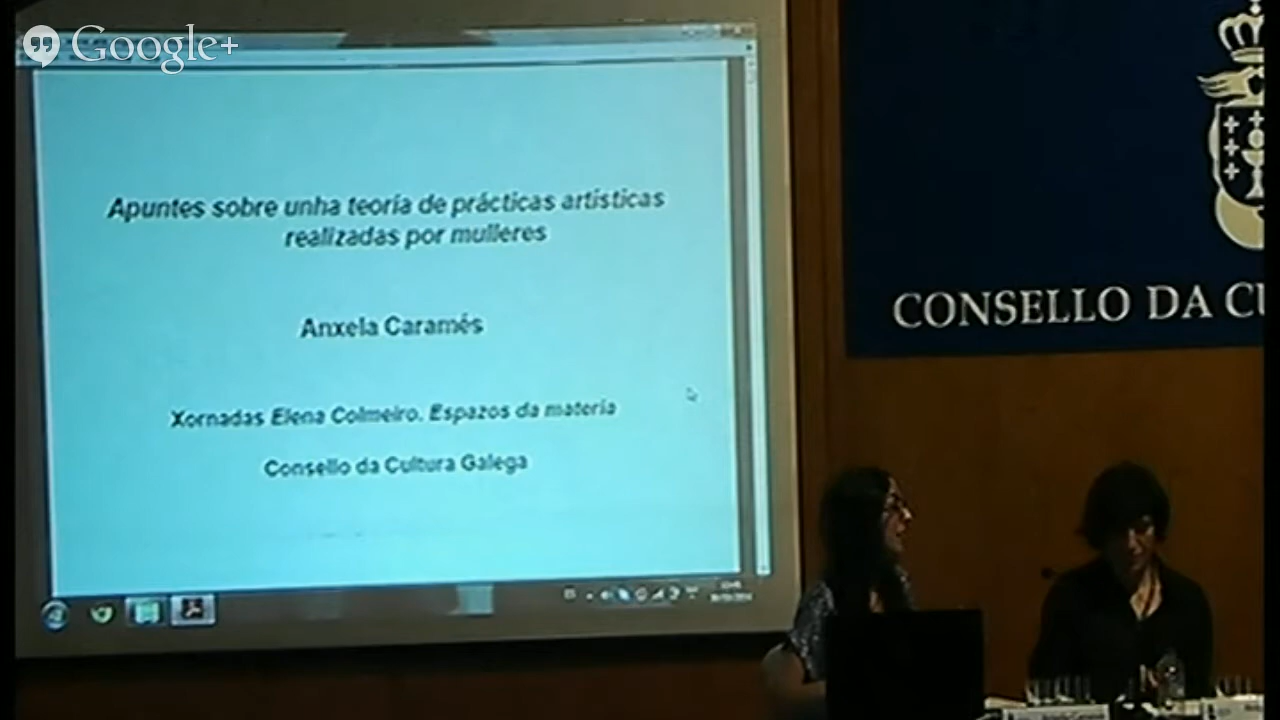 Google+
Apuntes sobre unha teoría de prácticas artísticas
realizadas por mulleres
Anxela Caramés
Xornadas Elena Colmeiro. Espazos da materia
Consello da Cultura Galega
CONSELLO DA CU